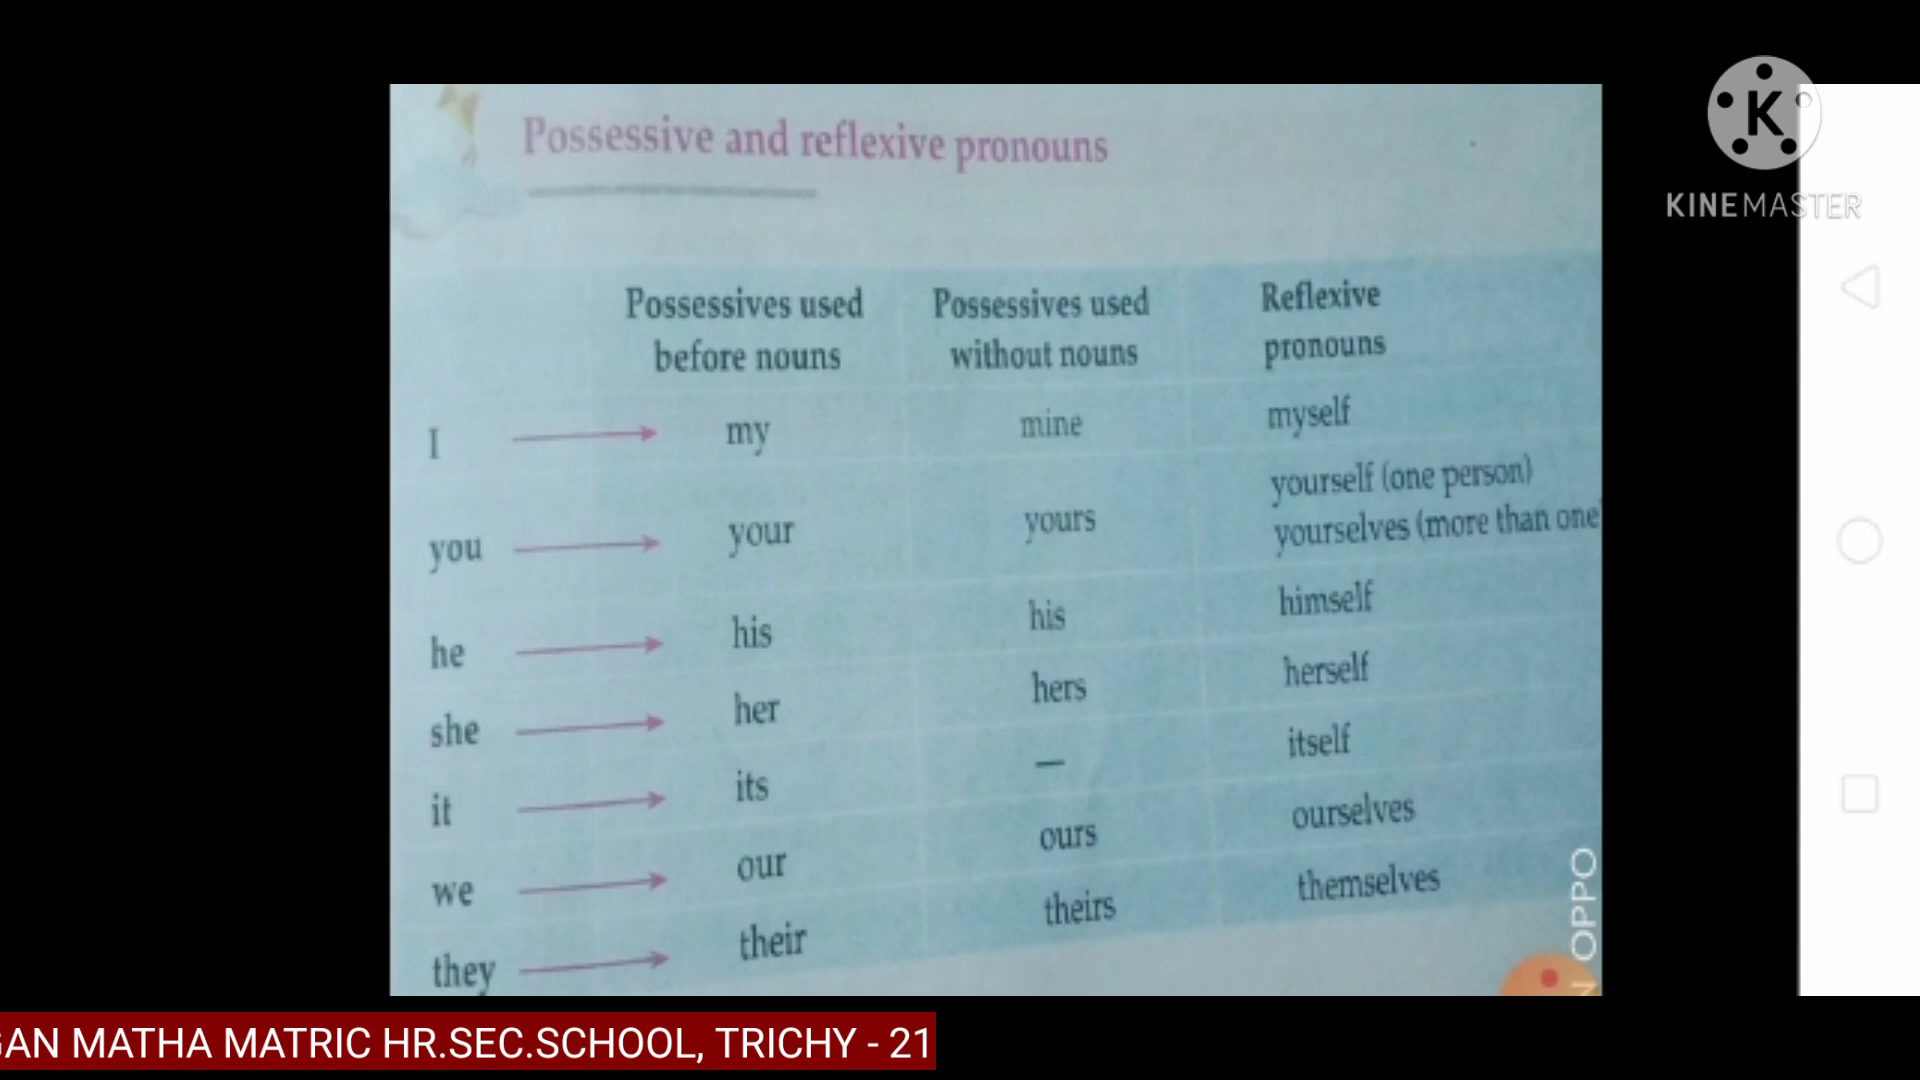 Possessive and reflexive pronouns
KINEMASTER
Possessives used before nouns Possessives used without nouns Reflexive pronouns
I my mine myself
you your yours yourself (one person)
yourselves (more than one
he his his himself
she her hers herself
it its — itself
we our ours ourselves
they their theirs themselves
OPPO
GAN MATHA MATRIC HR.SEC.SCHOOL, TRICHY - 21